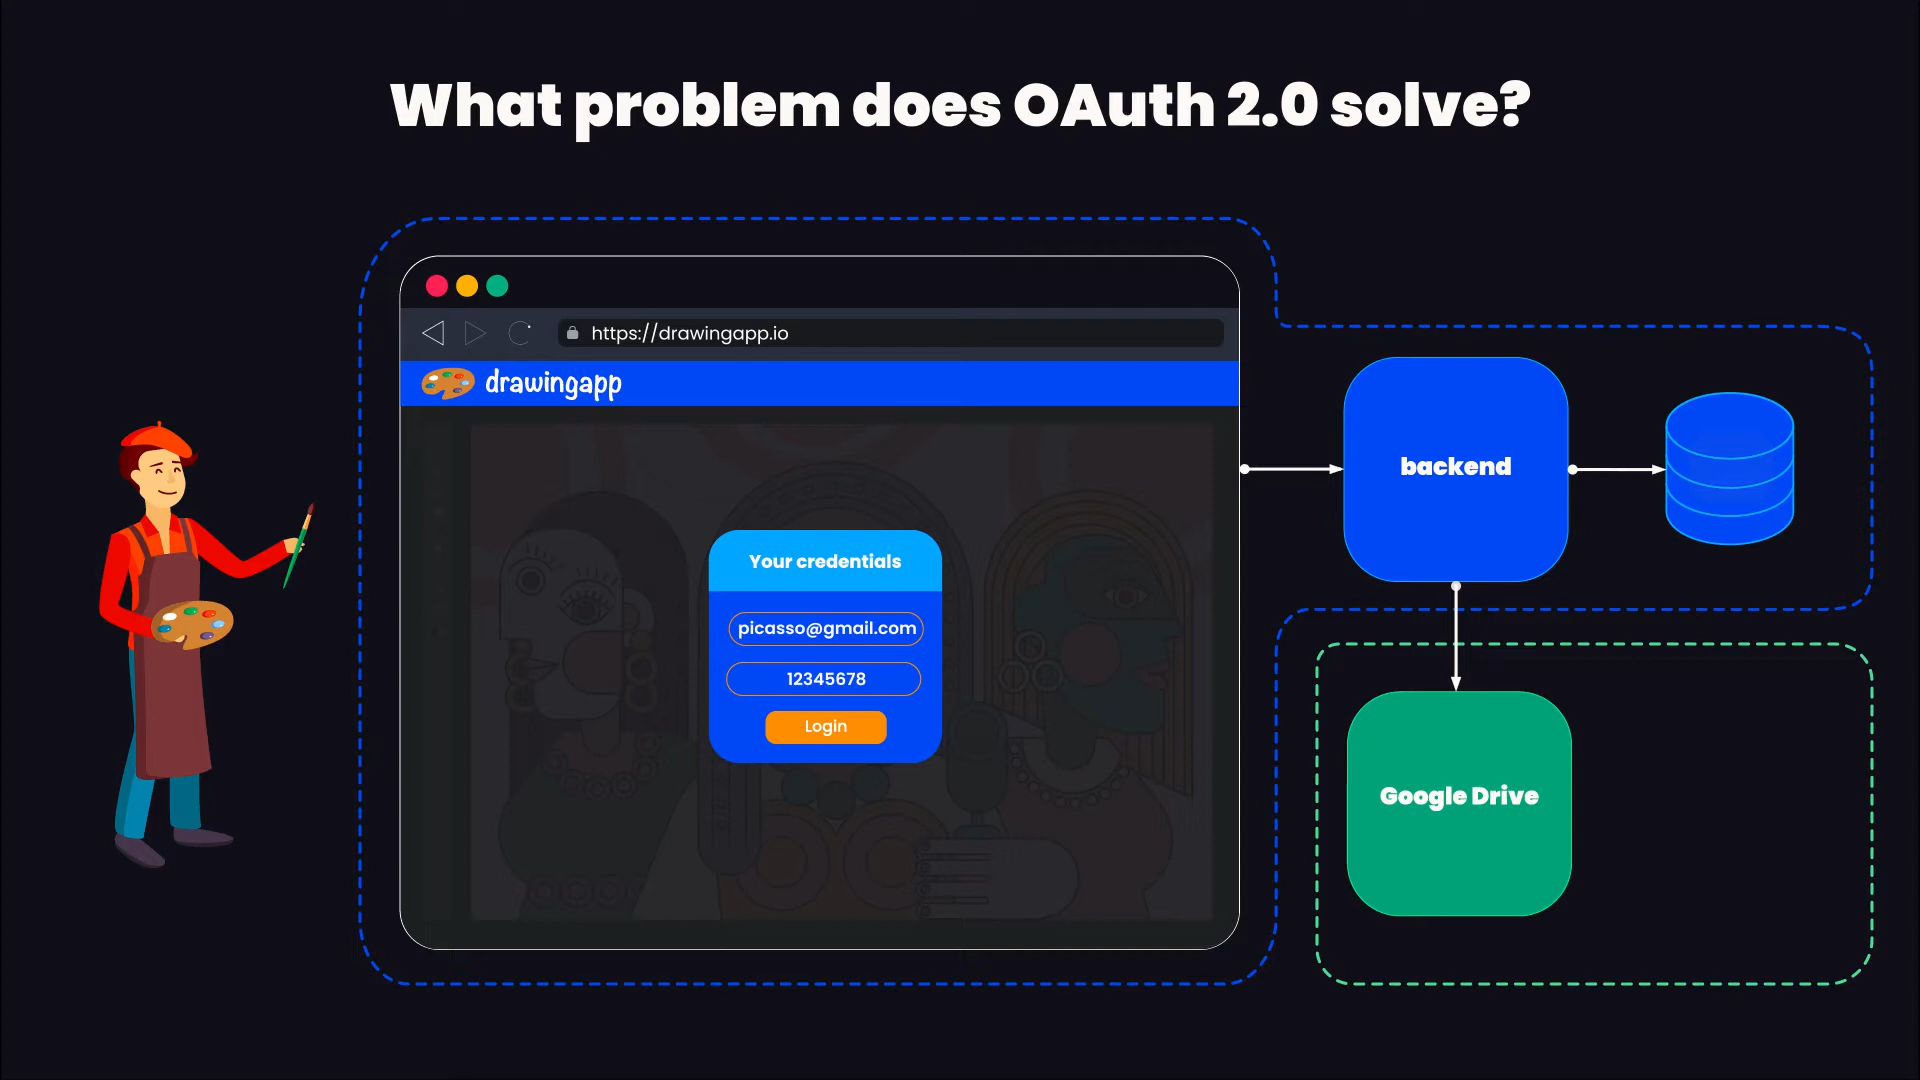 What problem does OAuth 2.0 solve?
https://drawingapp.io
drawingapp
Your credentials
picasso@gmail.com
12345678
Login
backend
Google Drive